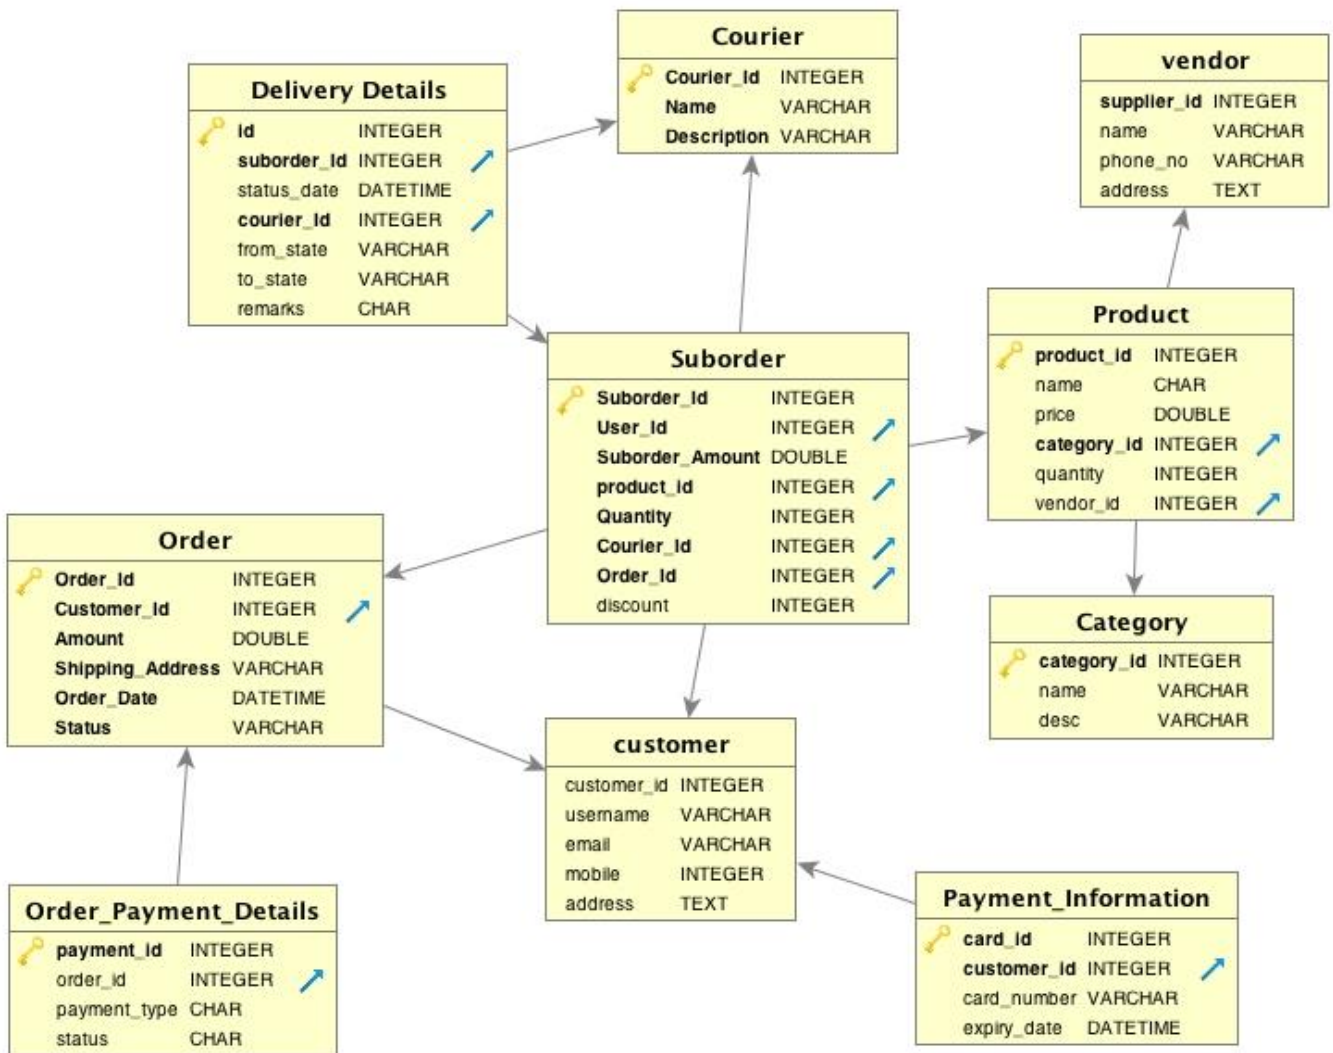 Courier
Courier_Id INTEGER
Name VARCHAR
Description VARCHAR
vendor
supplier_id INTEGER
name VARCHAR
phone_no VARCHAR
address TEXT
Delivery Details
id INTEGER
suborder_id INTEGER
status_date DATETIME
courier_id INTEGER
from_state VARCHAR
to_state VARCHAR
remarks CHAR
Product
product_id INTEGER
name CHAR
price DOUBLE
category_id INTEGER
quantity INTEGER
vendor_id INTEGER
Suborder
Suborder_Id INTEGER
User_Id INTEGER
Suborder_Amount DOUBLE
product_id INTEGER
Quantity INTEGER
Courier_Id INTEGER
Order_Id INTEGER
discount INTEGER
Order
Order_Id INTEGER
Customer_Id INTEGER
Amount DOUBLE
Shipping_Address VARCHAR
Order_Date DATETIME
Status VARCHAR
Category
category_id INTEGER
name VARCHAR
desc VARCHAR
customer
customer_id INTEGER
username VARCHAR
email VARCHAR
mobile INTEGER
address TEXT
Order_Payment_Details
payment_id INTEGER
order_id INTEGER
payment_type CHAR
status CHAR
Payment_Information
card_id INTEGER
customer_id INTEGER
card_number VARCHAR
expiry_date DATETIME